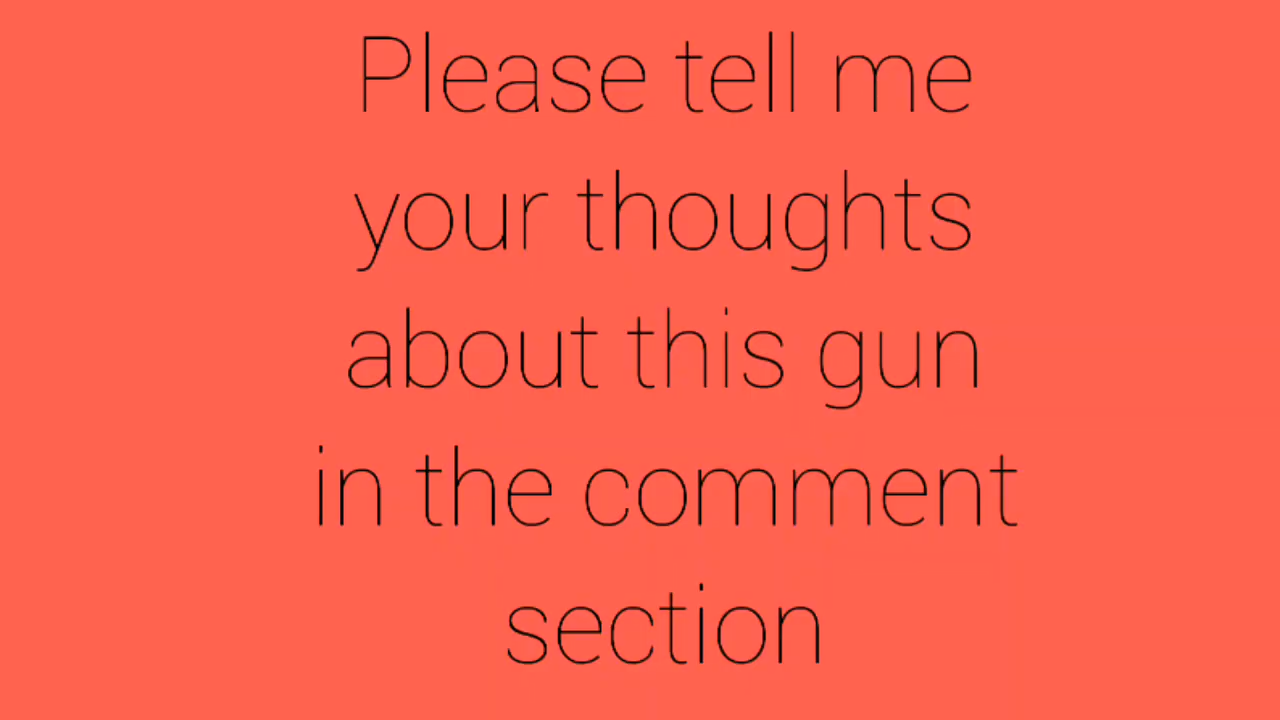 Please tell me
your thoughts
about this gun
in the comment
section